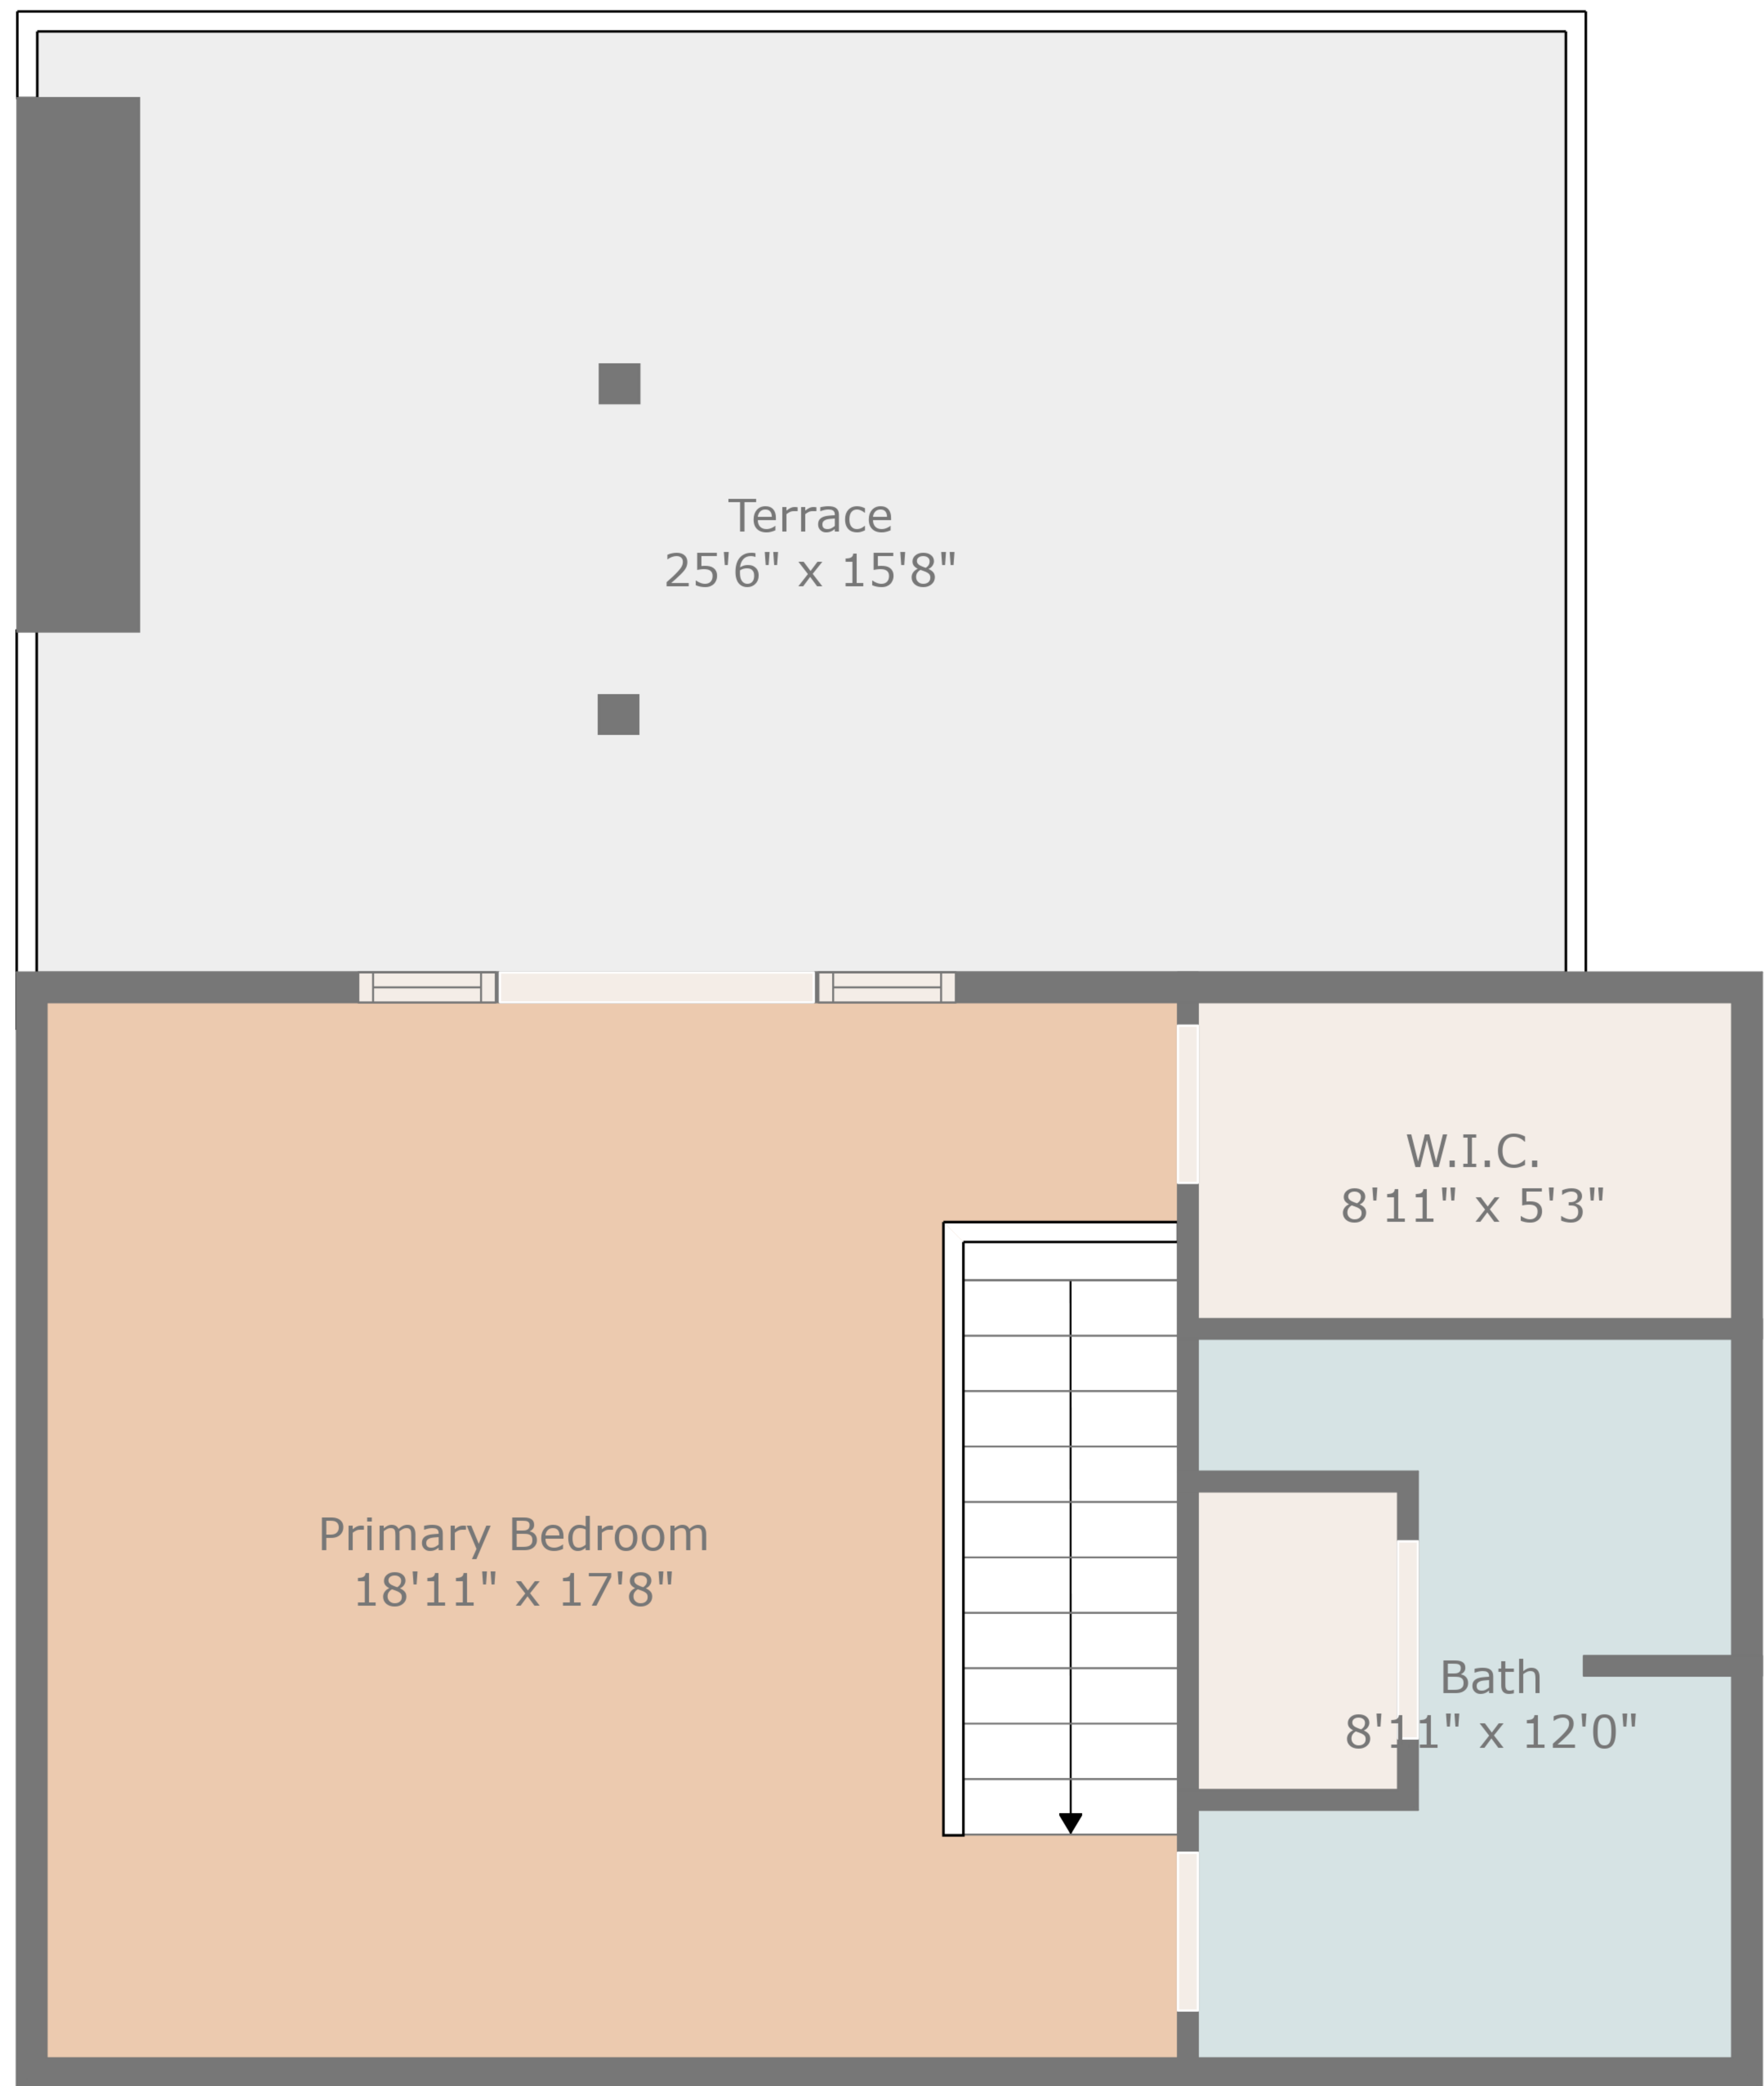 Terrace
25'6" x 15'8"
W.I.C.
8'11" x 5'3"
Primary Bedroom
18'11" x 17'8"
Bath
8'11" x 12'0"